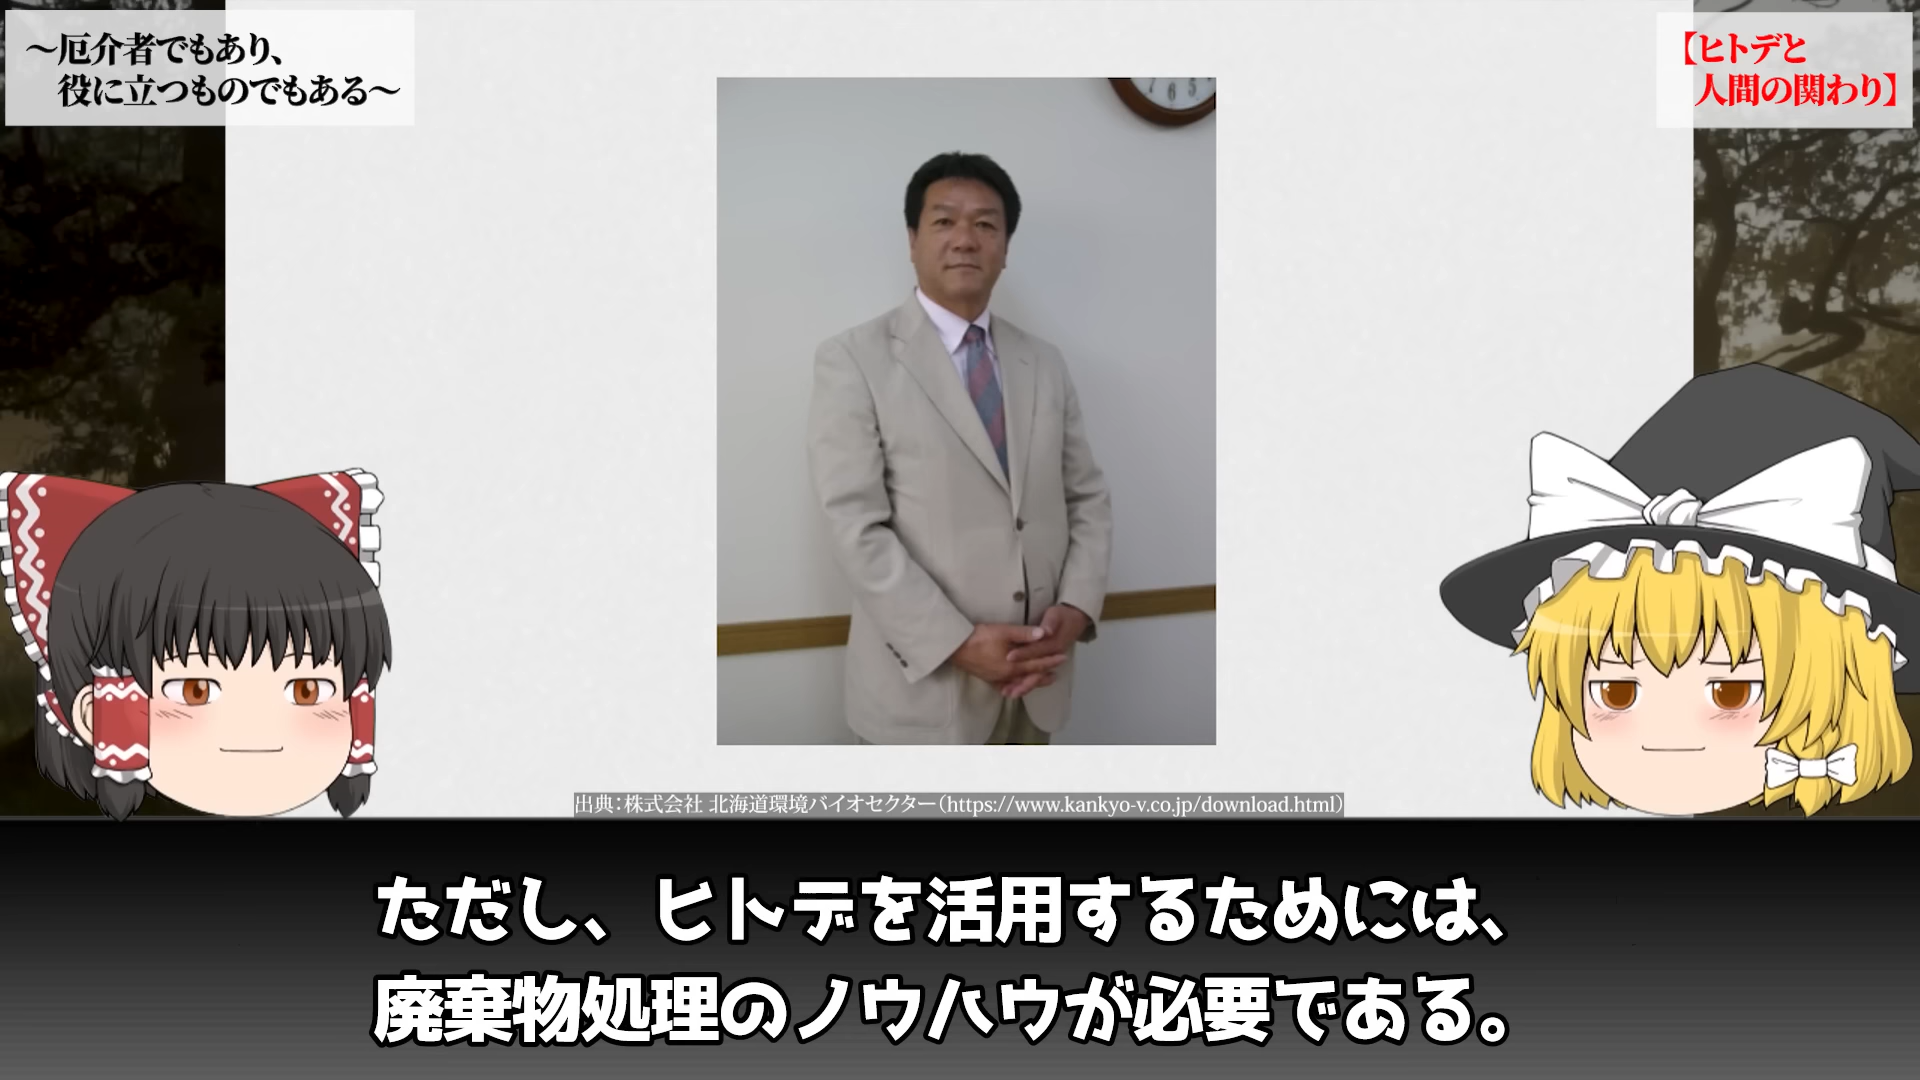 ～厄介者でもあり、
役に立つものでもある～
【ヒトデと
人間の関わり】
7 6 5
出典：株式会社 北海道環境バイオセクター（https://www.kankyo-v.co.jp/download.html）
ただし、ヒトデを活用するためには、
廃棄物処理のノウハウが必要である。